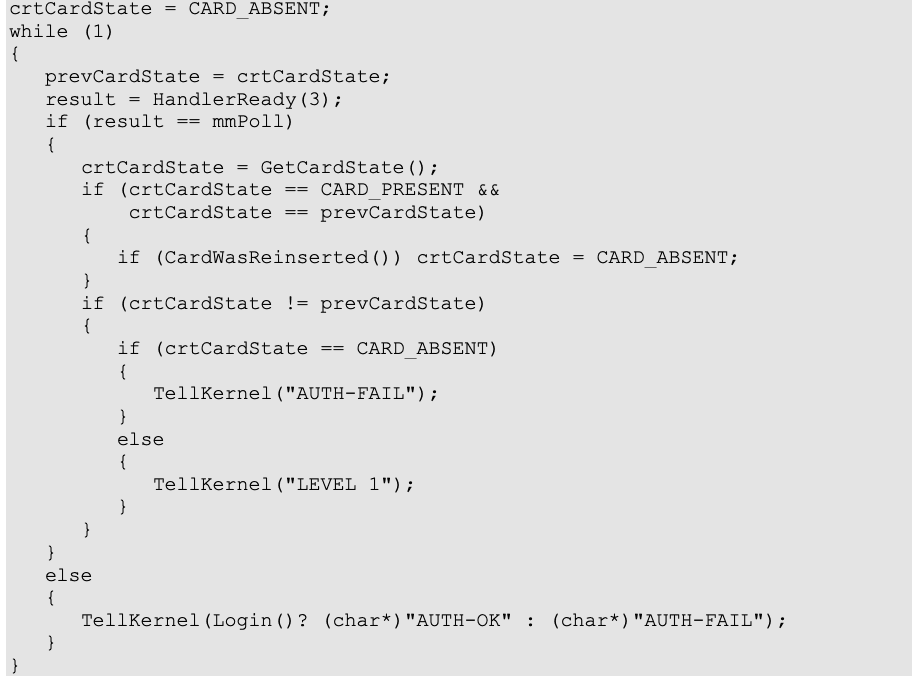 crtCardState = CARD_ABSENT;
while (1)
{
   prevCardState = crtCardState;
   result = HandlerReady(3);
   if (result == mmPoll)
   {
      crtCardState = GetCardState();
      if (crtCardState == CARD_PRESENT &&
          crtCardState == prevCardState)
      {
         if (CardWasReinserted()) crtCardState = CARD_ABSENT;
      }
      if (crtCardState != prevCardState)
      {
         if (crtCardState == CARD_ABSENT)
         {
            TellKernel("AUTH-FAIL");
         }
         else
         {
            TellKernel("LEVEL 1");
         }
      }
   }
   else
   {
      TellKernel(Login()? (char*)"AUTH-OK" : (char*)"AUTH-FAIL");
   }
}